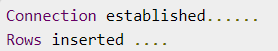 Connection established......
Rows inserted ....